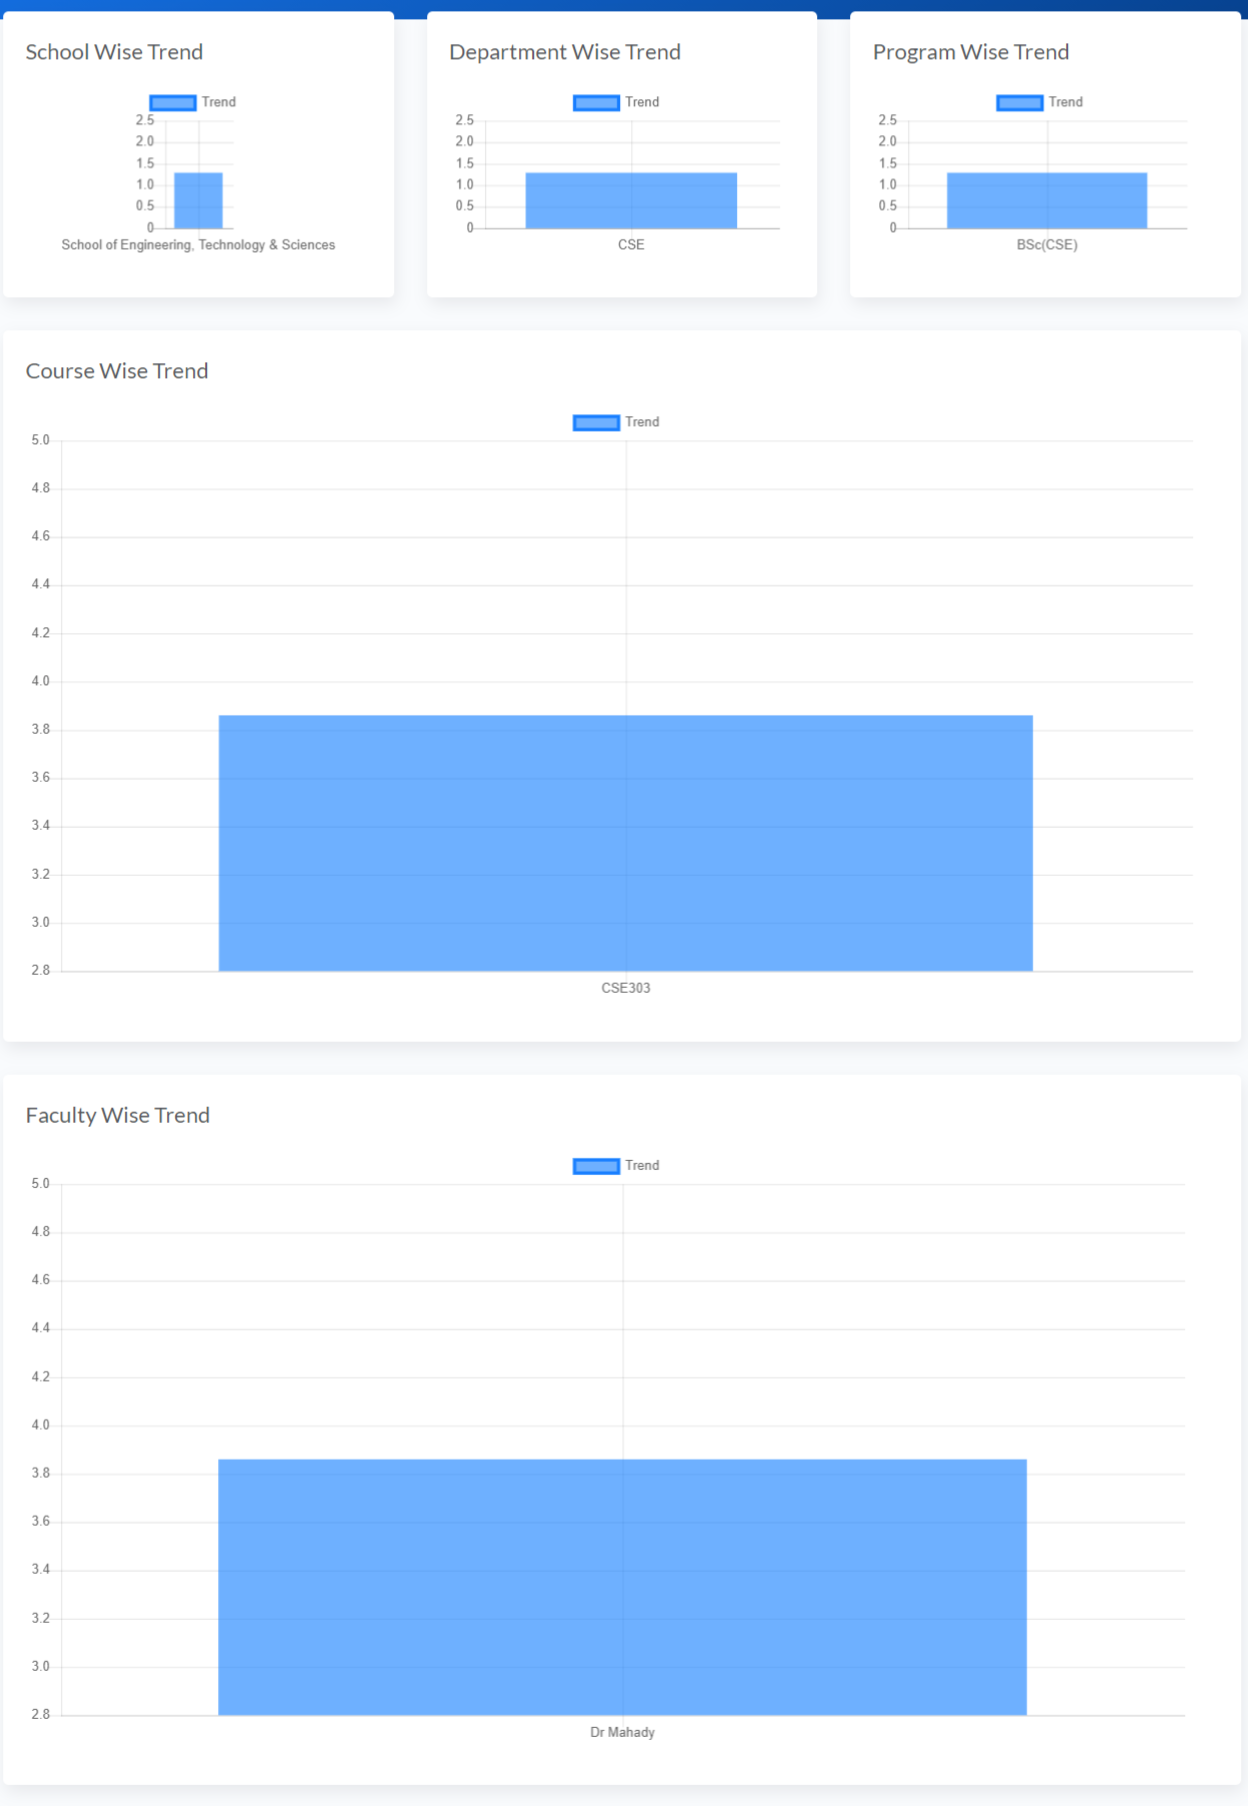 School Wise Trend
Trend
2.5
2.0
1.5
1.0
0.5
0
School of Engineering, Technology & Sciences
Department Wise Trend
Trend
2.5
2.0
1.5
1.0
0.5
0
CSE
Program Wise Trend
Trend
2.5
2.0
1.5
1.0
0.5
0
BSc(CSE)
Course Wise Trend
Trend
5.0
4.8
4.6
4.4
4.2
4.0
3.8
3.6
3.4
3.2
3.0
2.8
CSE303
Faculty Wise Trend
Trend
5.0
4.8
4.6
4.4
4.2
4.0
3.8
3.6
3.4
3.2
3.0
2.8
Dr Mahady